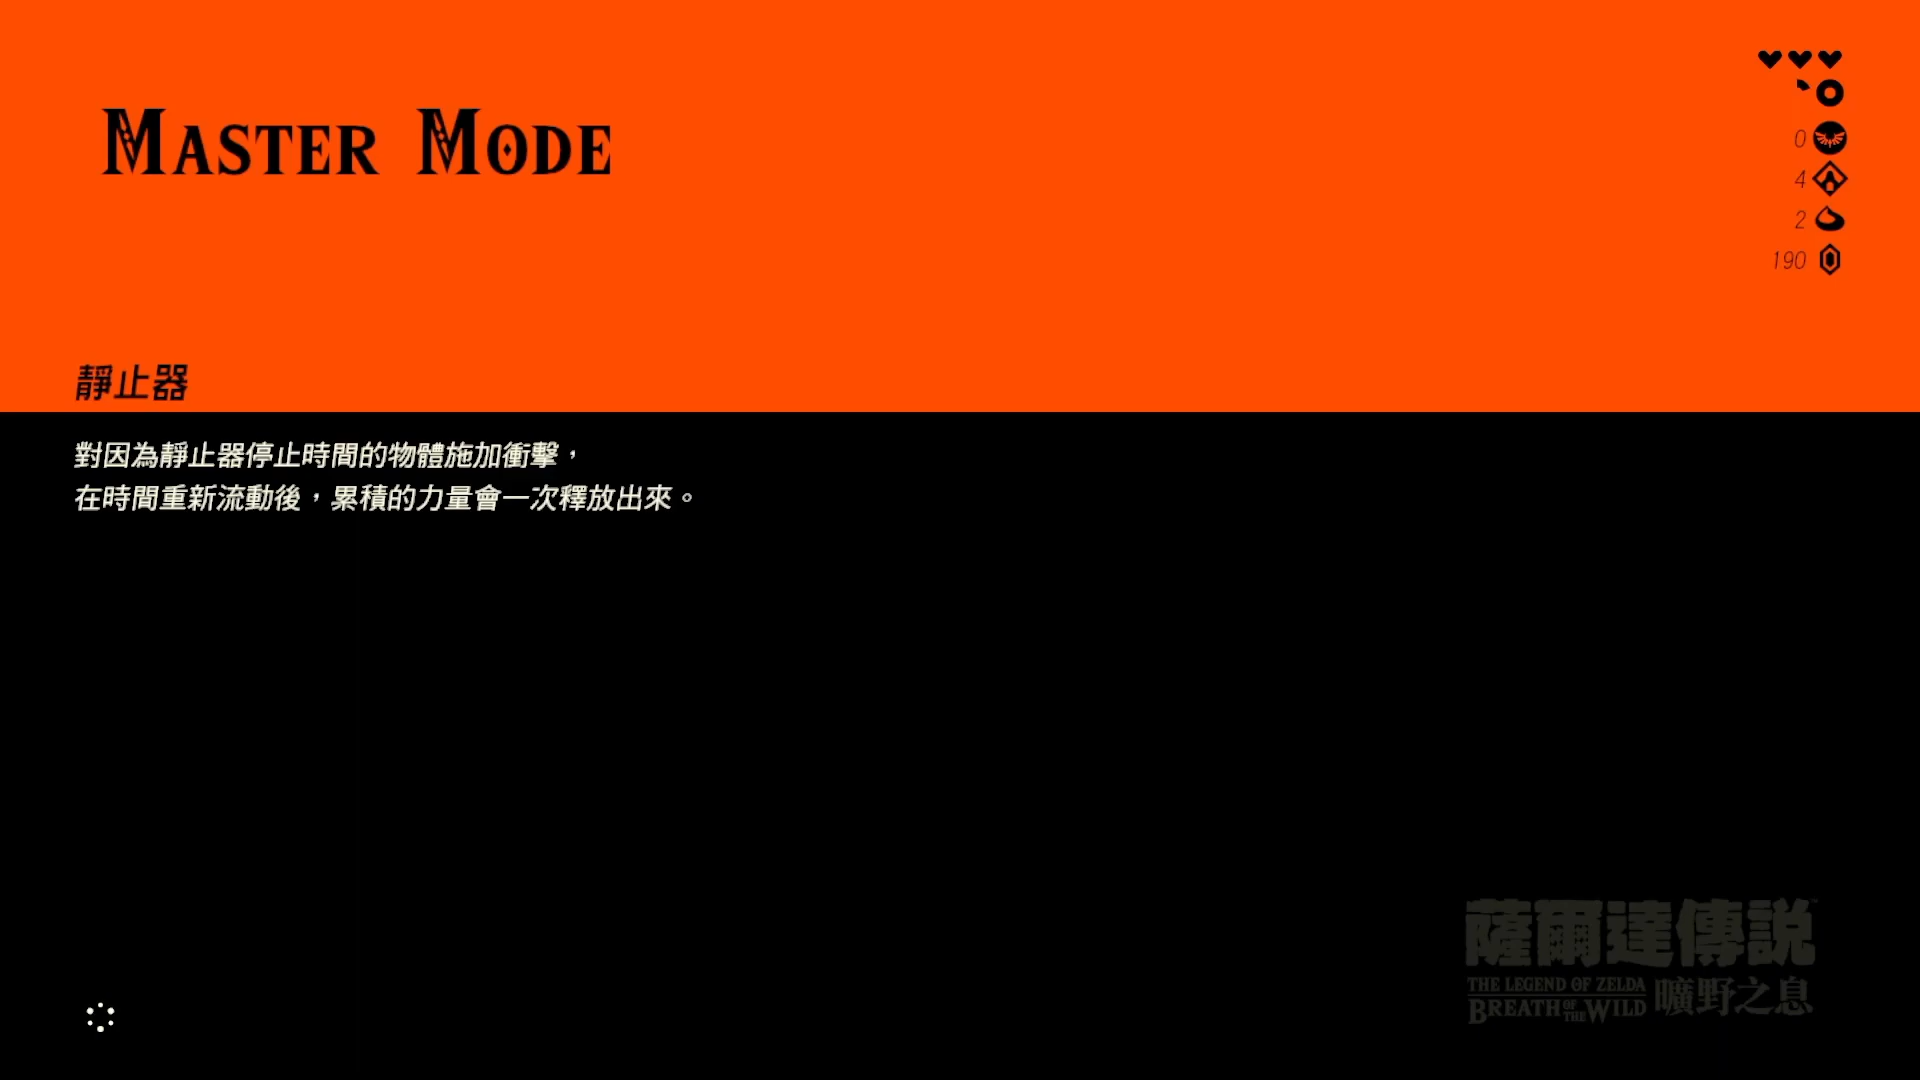 MASTER MODE
0
4
2
190
靜止器
對因為靜止器停止時間的物體施加衝擊，
在時間重新流動後，累積的力量會一次釋放出來。
薩爾達傳說™
THE LEGEND OF ZELDA
BREATH OF THE WILD 曠野之息